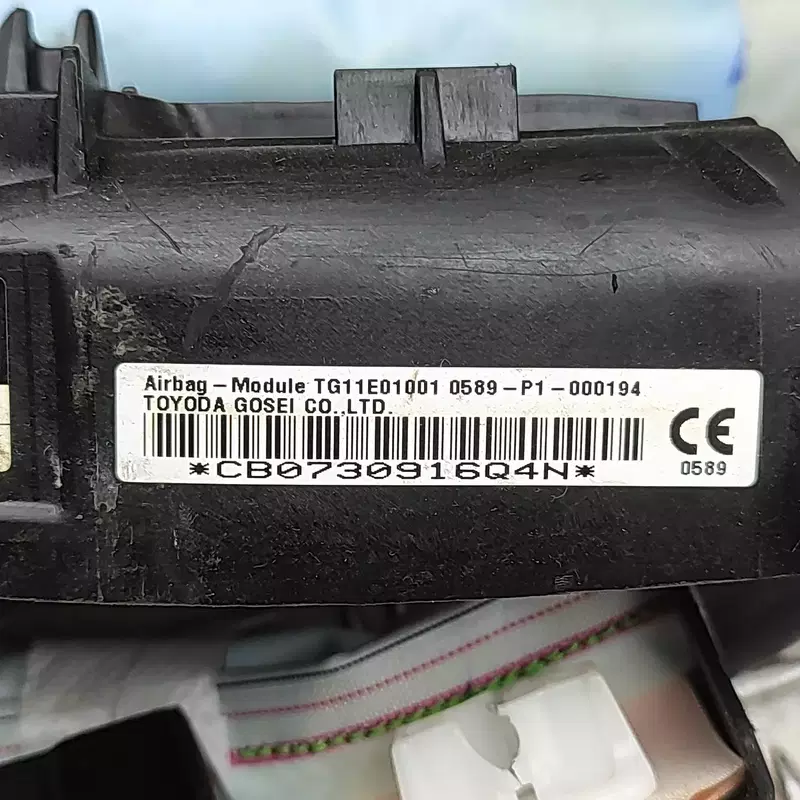 Airbag-Module TG11E01001 0589-P1-000194
TOYODA GOSEI CO.,LTD.
*CB0730916Q4N*
CE
0589